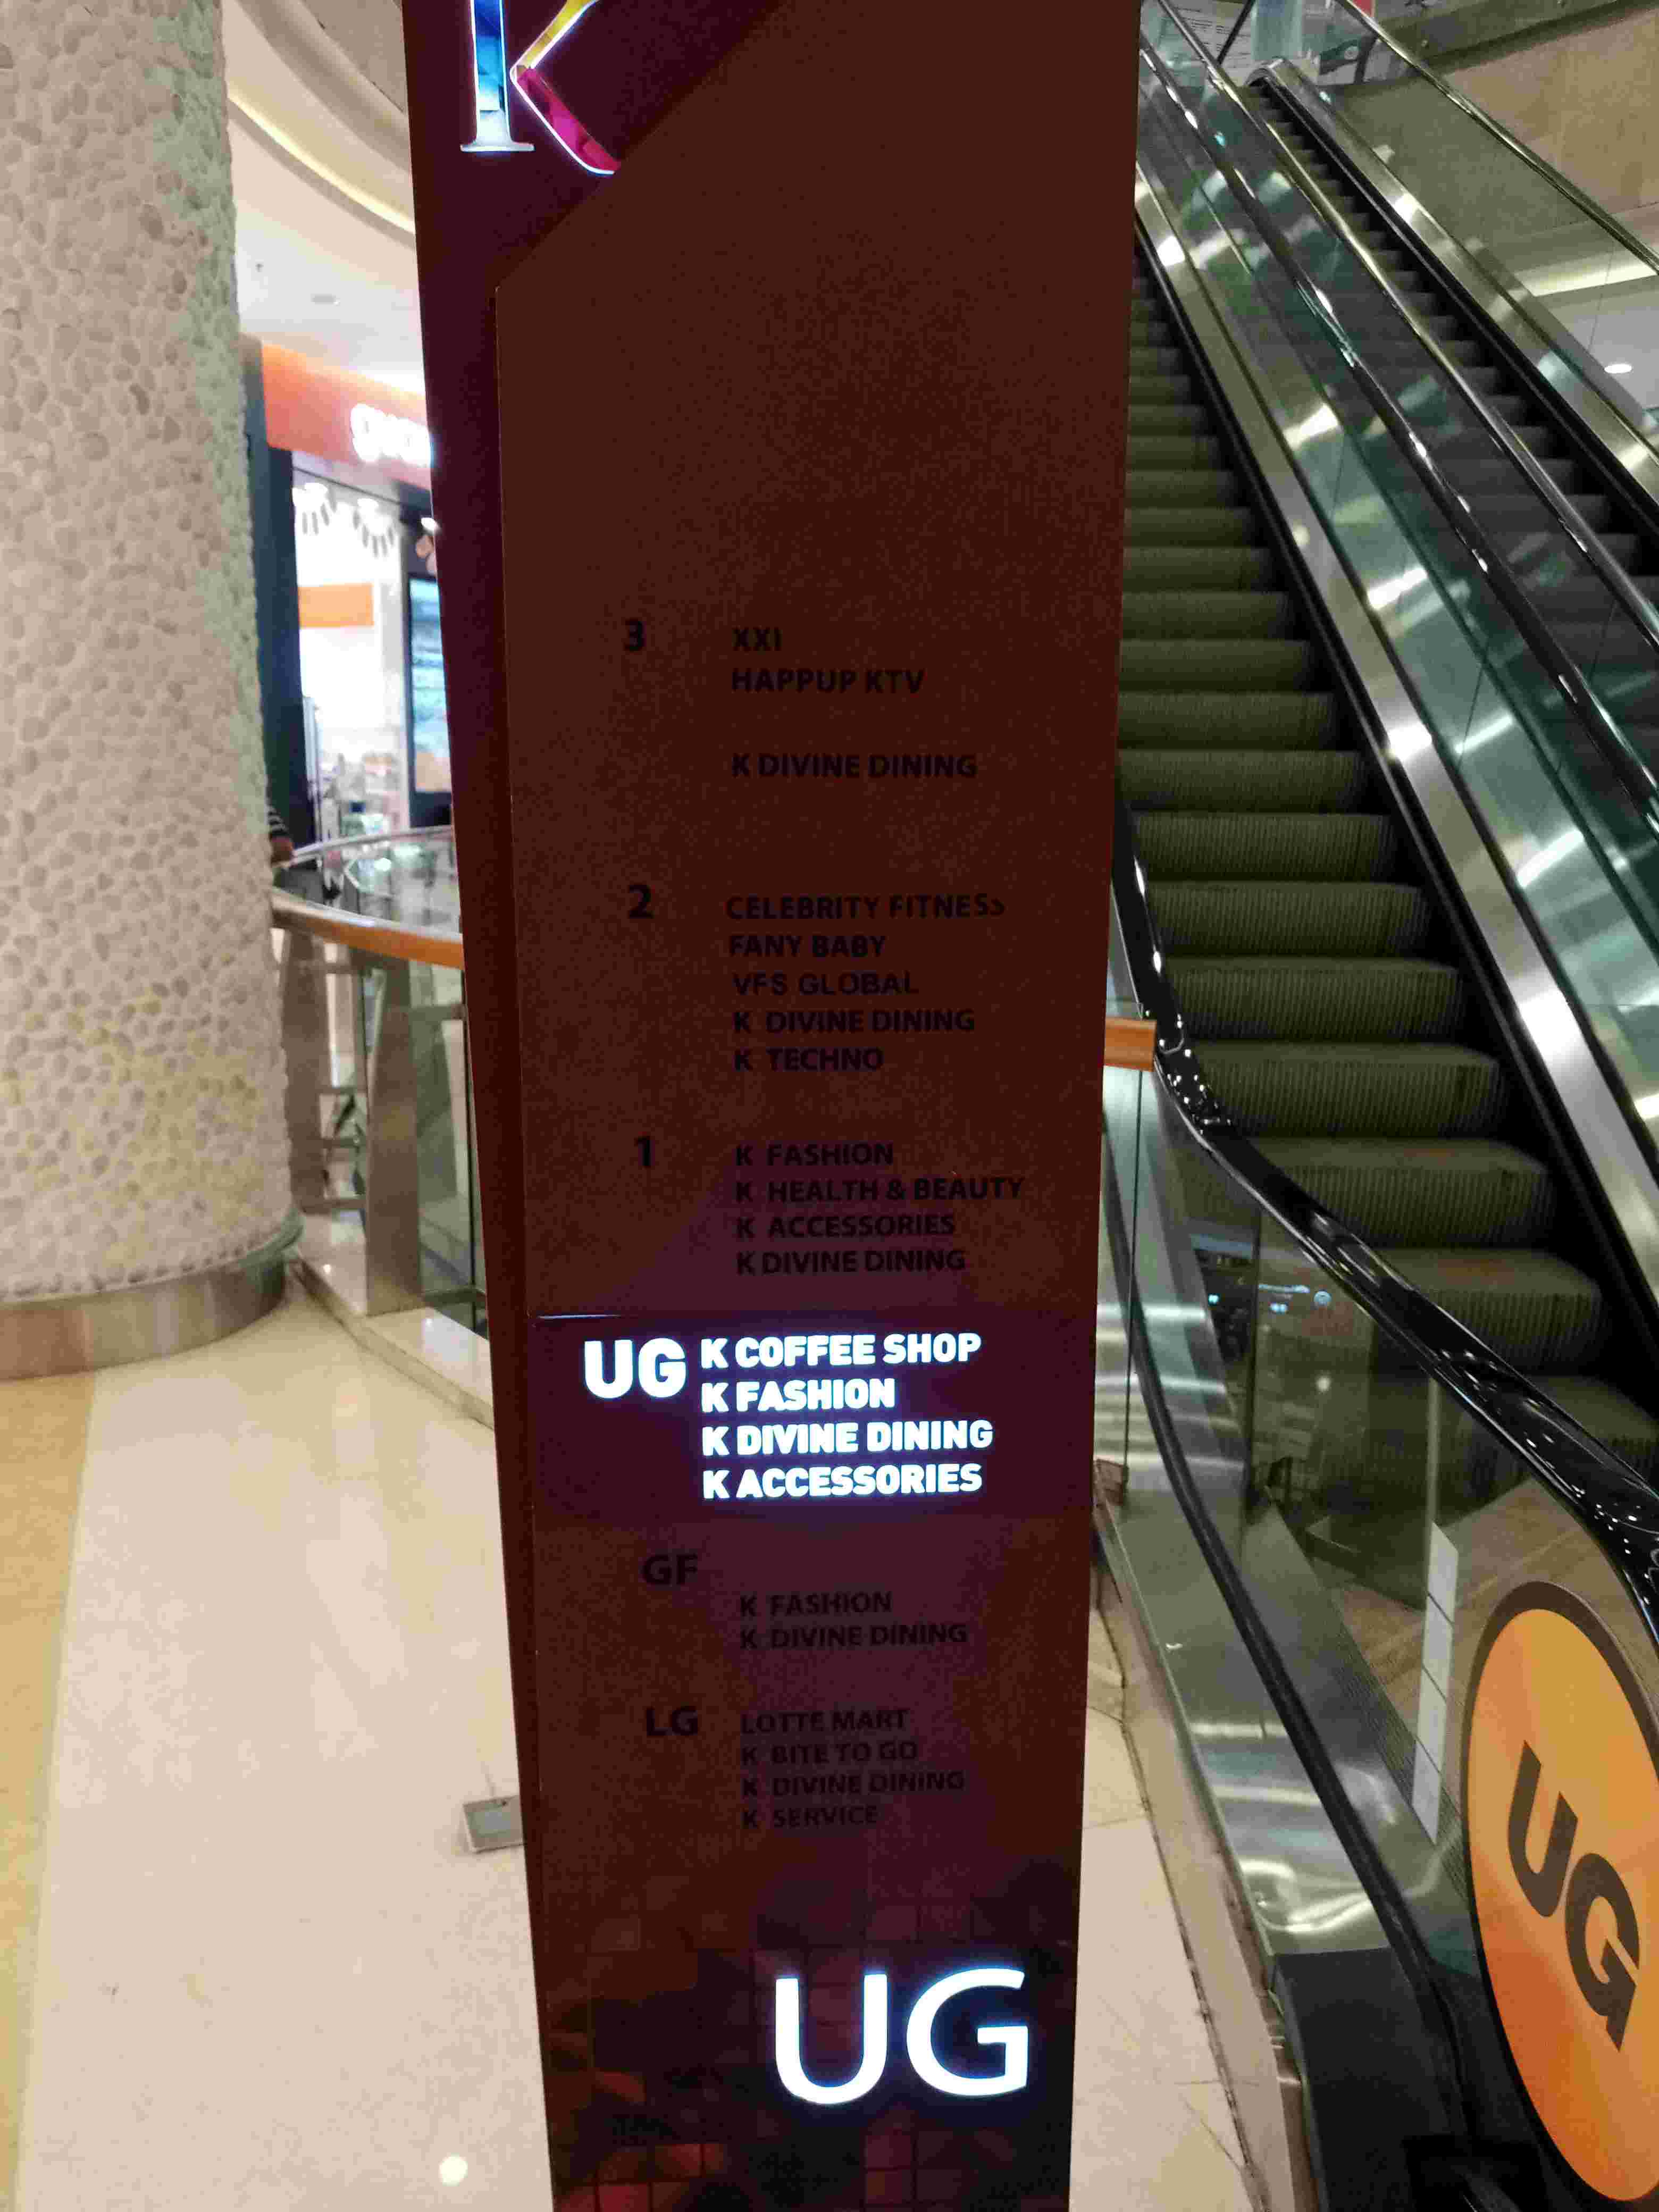 K
3 XXI
HAPPUP KTV
K DIVINE DINING
2 CELEBRITY FITNESS
FANY BABY
VFS GLOBAL
K DIVINE DINING
K TECHNO
1 K FASHION
K HEALTH & BEAUTY
K ACCESSORIES
K DIVINE DINING
UG K COFFEE SHOP
K FASHION
K DIVINE DINING
K ACCESSORIES
GF
K FASHION
K DIVINE DINING
LG LOTTE MART
K BITE TO GO
K DIVINE DINING
K SERVICE
UG
UG